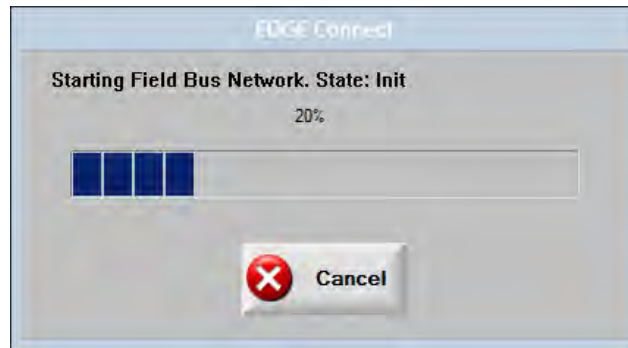 EDGE Connect
Starting Field Bus Network. State: Init
20%
Cancel